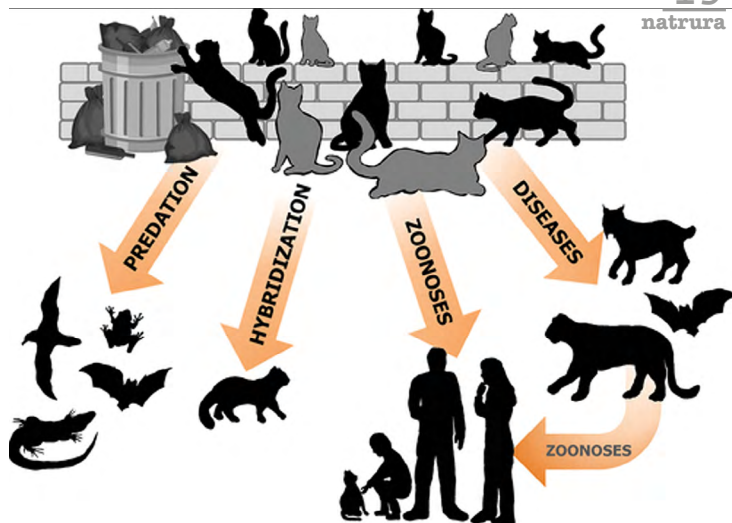 natrura
PREDATION
HYBRIDIZATION
ZOONOSES
DISEASES
ZOONOSES